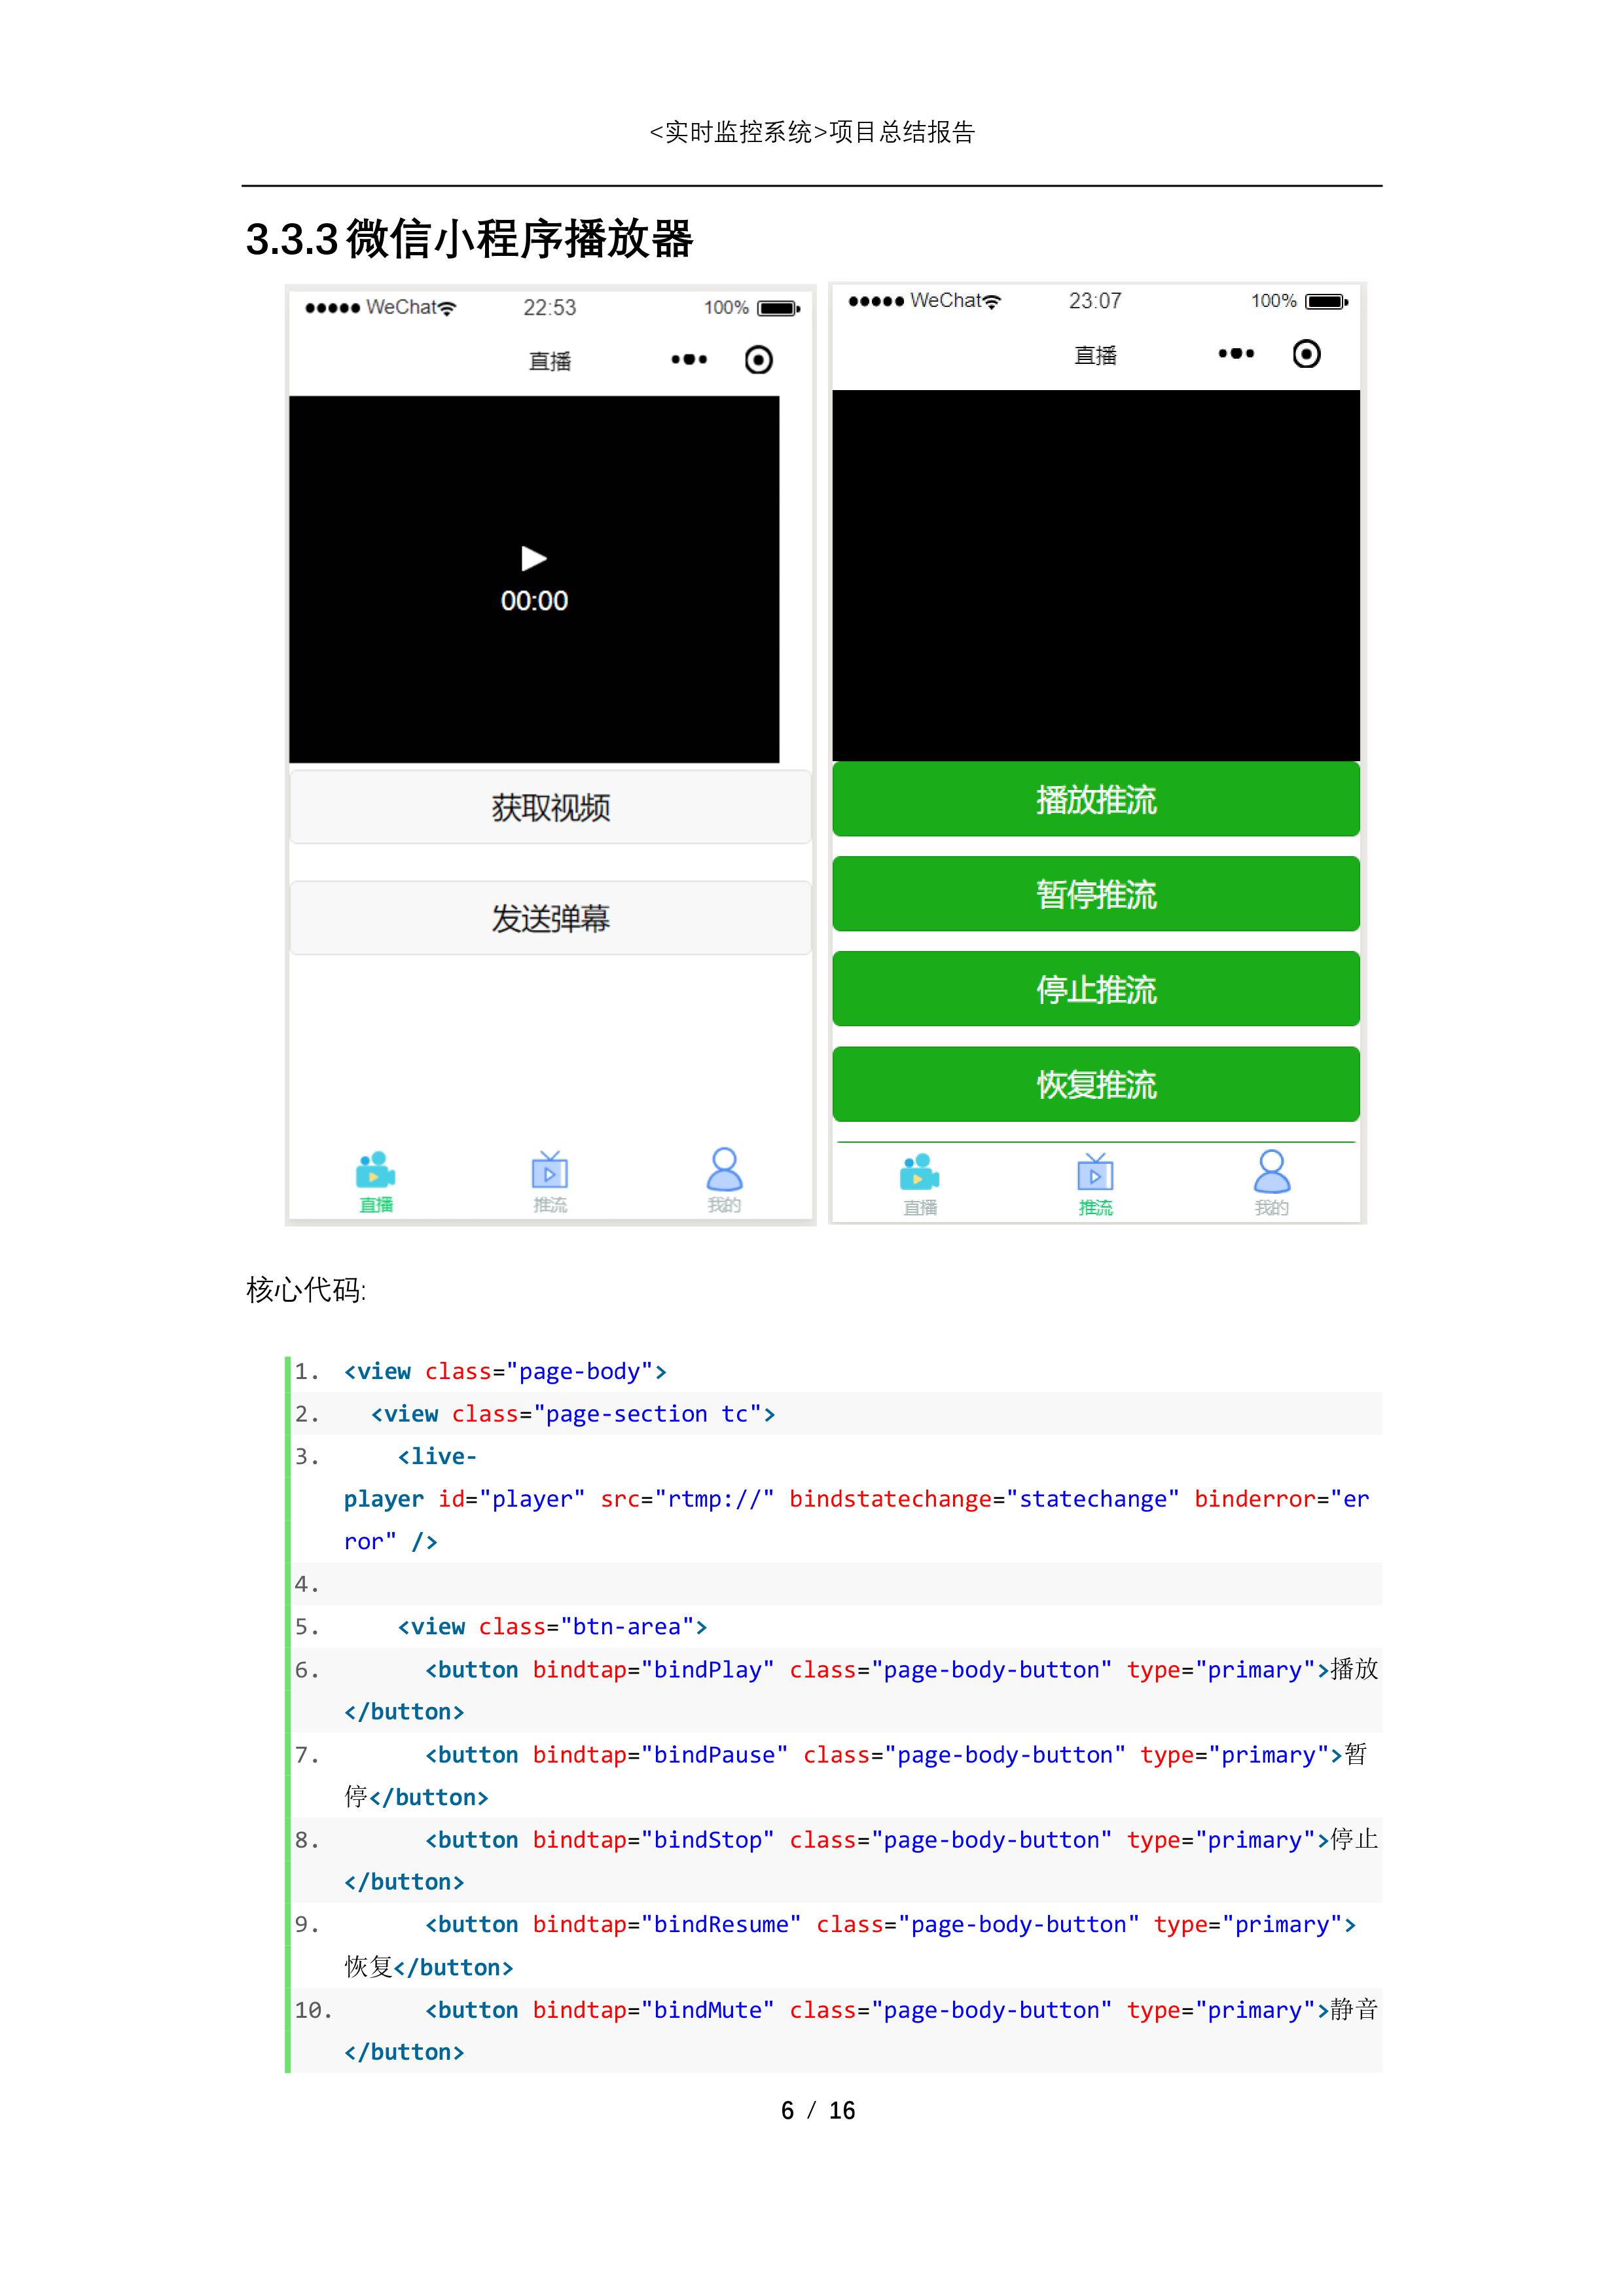 <实时监控系统>项目总结报告
3.3.3微信小程序播放器
WeChat 22:53 100%
直播
00:00
获取视频
发送弹幕
直播 推流 我的
WeChat 23:07 100%
直播
播放推流
暂停推流
停止推流
恢复推流
直播 推流 我的
核心代码:
1. <view class="page-body">
2. <view class="page-section tc">
3. <live-
player id="player" src="rtmp://" bindstatechange="statechange" binderror="er
ror" />
4.
5. <view class="btn-area">
6. <button bindtap="bindPlay" class="page-body-button" type="primary">播放
</button>
7. <button bindtap="bindPause" class="page-body-button" type="primary">暂
停</button>
8. <button bindtap="bindStop" class="page-body-button" type="primary">停止
</button>
9. <button bindtap="bindResume" class="page-body-button" type="primary">
恢复</button>
10. <button bindtap="bindMute" class="page-body-button" type="primary">静音
</button>
6 / 16